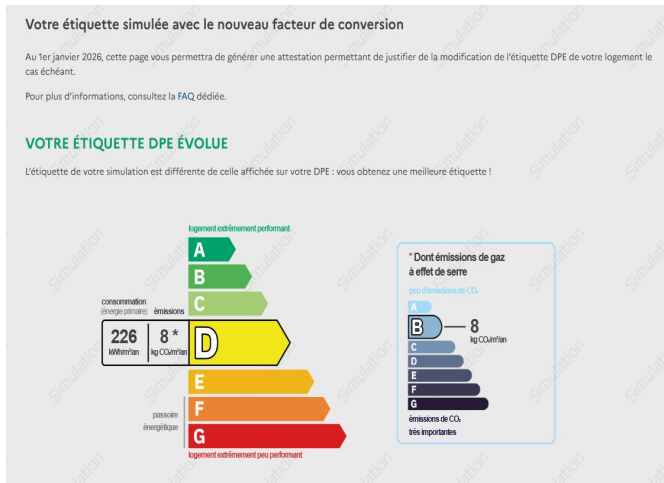 Votre étiquette simulée avec le nouveau facteur de conversion
Au 1er janvier 2026, cette page vous permettra de générer une attestation permettant de justifier de la modification de l'étiquette DPE de votre logement le
cas échéant.
Pour plus d'informations, consultez la FAQ dédiée.
VOTRE ÉTIQUETTE DPE ÉVOLUE
L'étiquette de votre simulation est différente de celle affichée sur votre DPE : vous obtenez une meilleure étiquette !
logement extrêmement performant
A
B
C
consommation
(énergie primaire) émissions
226 8 *
kWh/m²/an kg CO₂/m²/an
D
E
F
G
passoire
énergétique
logement extrêmement peu performant
* Dont émissions de gaz
à effet de serre
peu d'émissions de CO₂
A
B 8
kg CO₂/m²/an
C
D
E
F
G
émissions de CO₂
très importantes
Simulation